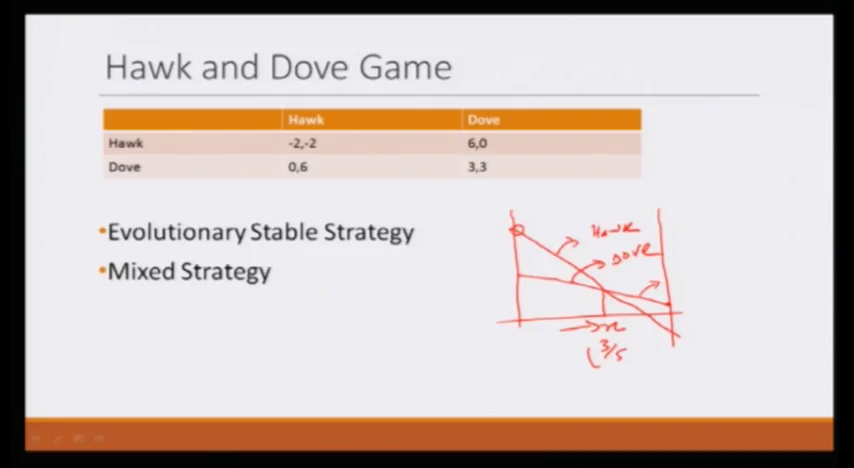 Hawk and Dove Game
Hawk Dove
Hawk -2,-2 6,0
Dove 0,6 3,3
•Evolutionary Stable Strategy
•Mixed Strategy
Hawk
Dove
3/5